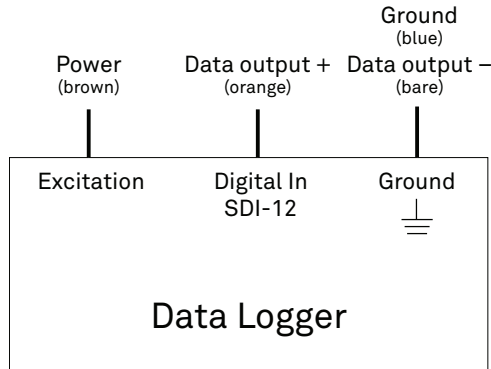 Ground
(blue)
Power Data output + Data output –
(brown) (orange) (bare)
Excitation Digital In Ground
SDI-12
Data Logger